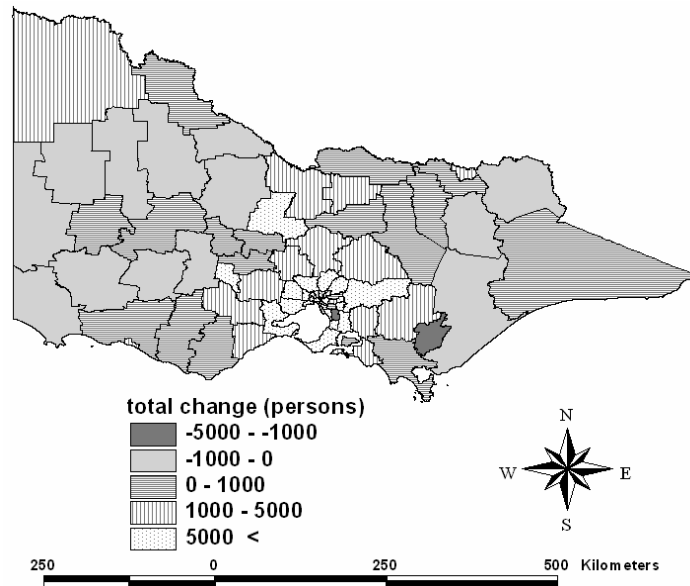 total change (persons)
-5000 - -1000
-1000 - 0
0 - 1000
1000 - 5000
5000 <
N
W E
S
250 0 250 500 Kilometers